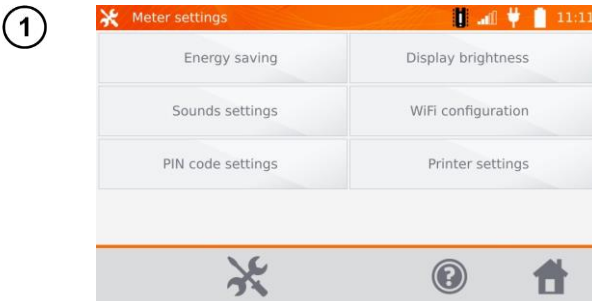 1
Meter settings 11:11
Energy saving Display brightness
Sounds settings WiFi configuration
PIN code settings Printer settings
?